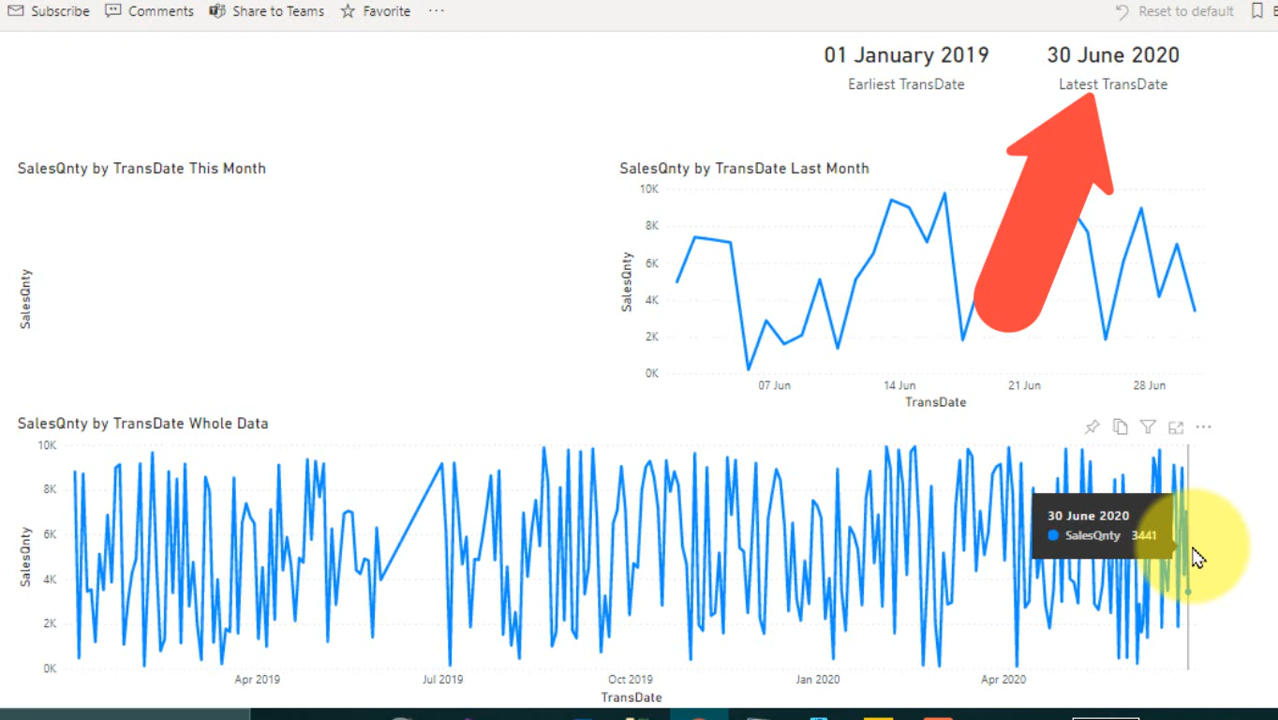 Subscribe Comments Share to Teams Favorite ··· Reset to default
01 January 2019 30 June 2020
Earliest TransDate Latest TransDate
SalesQnty by TransDate This Month
SalesQnty
SalesQnty by TransDate Last Month
10K
8K
6K
4K
2K
0K
SalesQnty
07 Jun 14 Jun 21 Jun 28 Jun
TransDate
SalesQnty by TransDate Whole Data
10K
8K
6K
4K
2K
0K
SalesQnty
30 June 2020
SalesQnty 3441
Apr 2019 Jul 2019 Oct 2019 Jan 2020 Apr 2020
TransDate